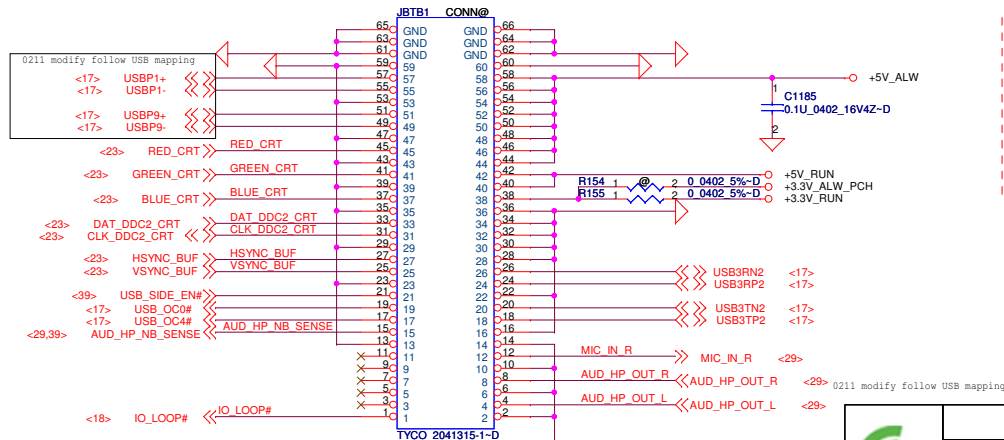 JBTB1 CONN@
65 GND GND 66
63 GND GND 64
61 GND GND 62
59 59 60 60
0211 modify follow USB mapping
<17> USBP1+ 57 57 58 58 +5V_ALW
<17> USBP1- 55 55 56 56
53 53 54 54 1 C1185
<17> USBP9+ 51 51 52 52 0.1U_0402_16V4Z~D
<17> USBP9- 49 49 50 50 2
47 47 48 48
<23> RED_CRT RED_CRT 45 45 46 46
43 43 44 44
<23> GREEN_CRT GREEN_CRT 41 41 42 42 +5V_RUN
39 39 40 40 R154 1 @ 2 0_0402_5%~D +3.3V_ALW_PCH
<23> BLUE_CRT BLUE_CRT 37 37 38 38 R155 1 2 0_0402_5%~D +3.3V_RUN
35 35 36 36
<23> DAT_DDC2_CRT DAT_DDC2_CRT 33 33 34 34
<23> CLK_DDC2_CRT CLK_DDC2_CRT 31 31 32 32
29 29 30 30
<23> HSYNC_BUF HSYNC_BUF 27 27 28 28
<23> VSYNC_BUF VSYNC_BUF 25 25 26 26 USB3RN2 <17>
23 23 24 24 USB3RP2 <17>
<39> USB_SIDE_EN# 21 21 22 22
<17> USB_OC0# 19 19 20 20 USB3TN2 <17>
<17> USB_OC4# 17 17 18 18 USB3TP2 <17>
<29,39> AUD_HP_NB_SENSE AUD_HP_NB_SENSE 15 15 16 16
13 13 14 14
11 11 12 12 MIC_IN_R MIC_IN_R <29>
9 9 10 10
7 7 8 8 AUD_HP_OUT_R AUD_HP_OUT_R <29>
0211 modify follow USB mapping
5 5 6 6
3 3 4 4 AUD_HP_OUT_L AUD_HP_OUT_L <29>
<18> IO_LOOP# IO_LOOP# 1 1 2 2
TYCO_2041315-1~D